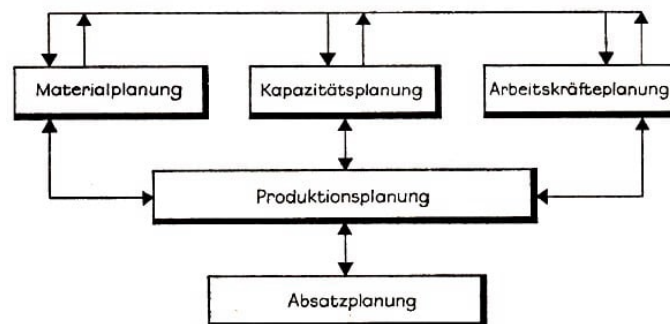 Materialplanung
Kapazitätsplanung
Arbeitskräfteplanung
Produktionsplanung
Absatzplanung